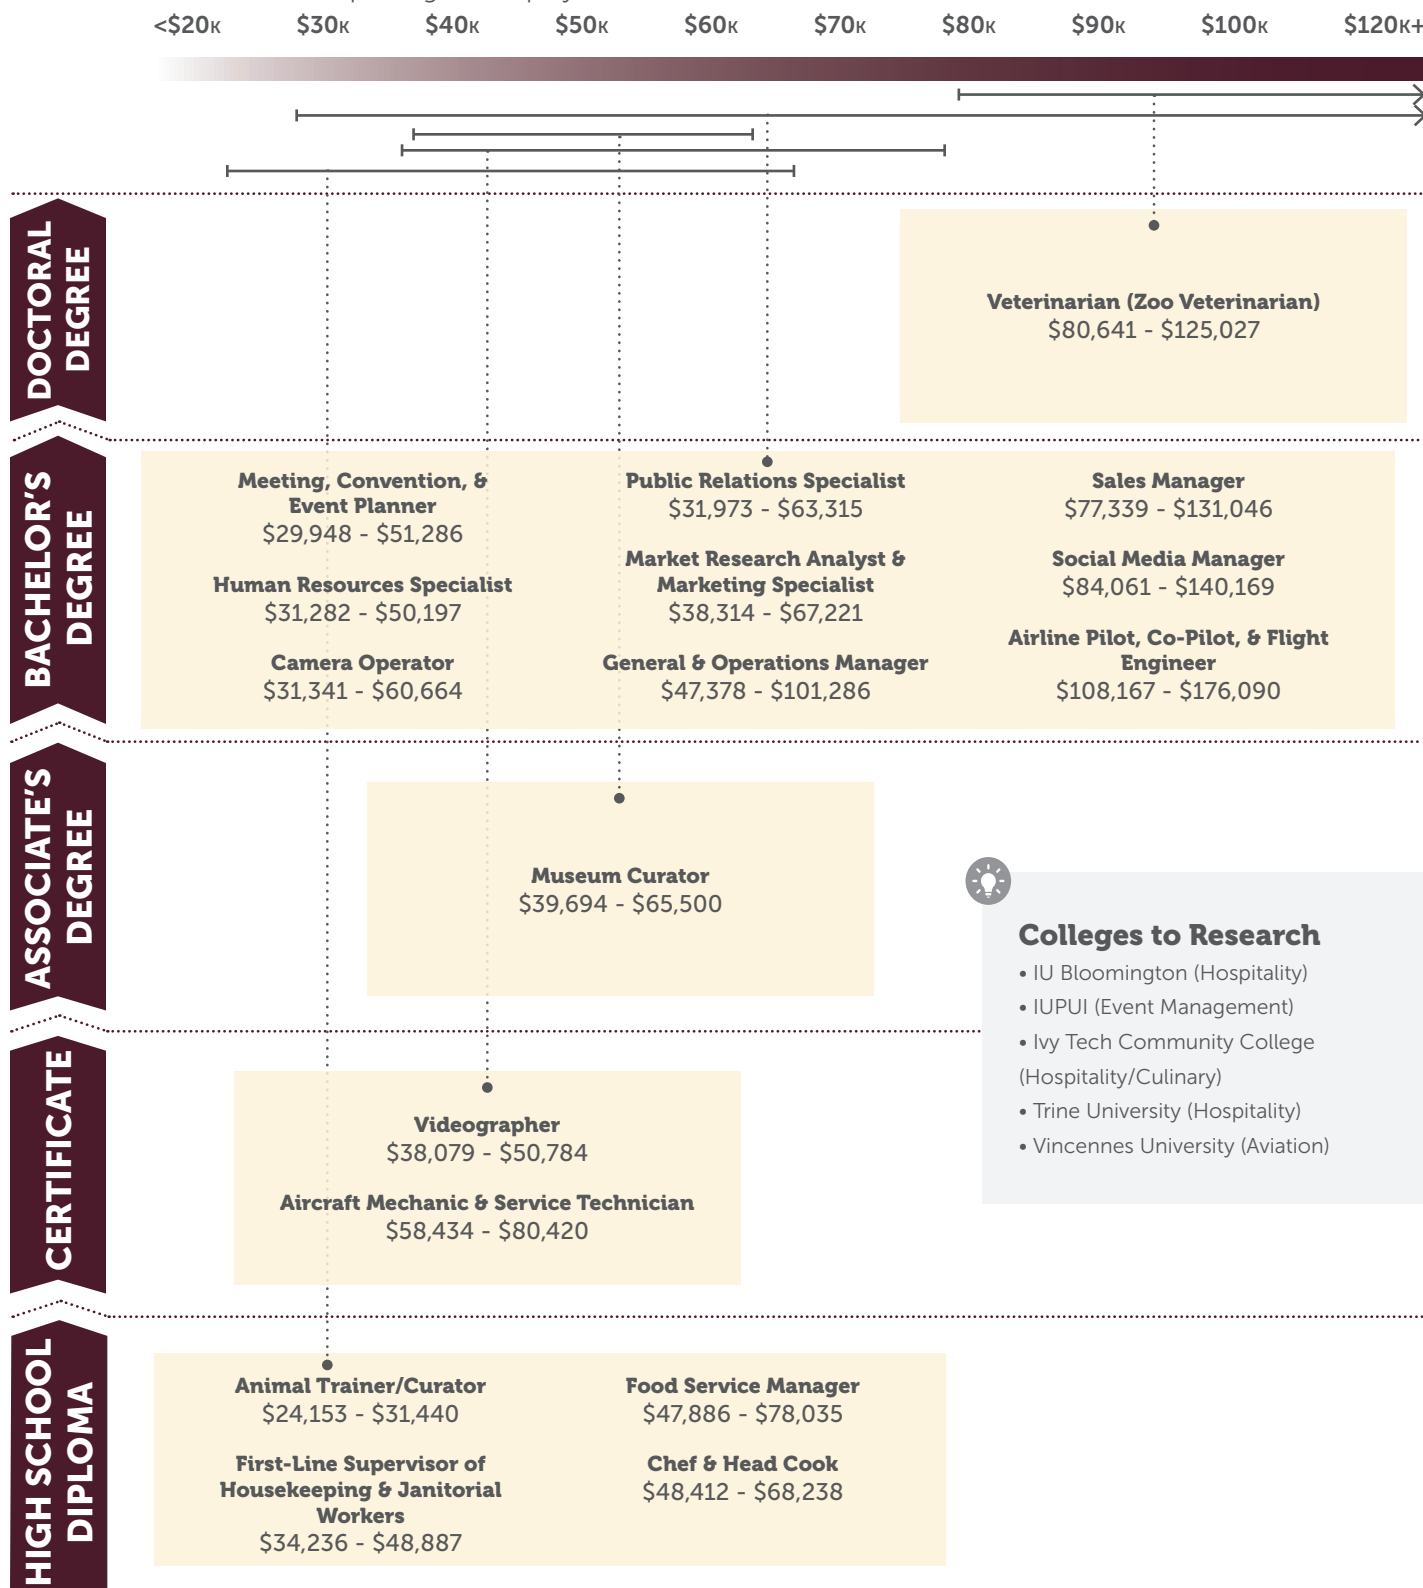 <$20K $30K $40K $50K $60K $70K $80K $90K $100K $120K+
DOCTORAL
DEGREE
Veterinarian (Zoo Veterinarian)
$80,641 - $125,027
BACHELOR'S
DEGREE
Meeting, Convention, &
Event Planner
$29,948 - $51,286
Human Resources Specialist
$31,282 - $50,197
Camera Operator
$31,341 - $60,664
Public Relations Specialist
$31,973 - $63,315
Market Research Analyst &
Marketing Specialist
$38,314 - $67,221
General & Operations Manager
$47,378 - $101,286
Sales Manager
$77,339 - $131,046
Social Media Manager
$84,061 - $140,169
Airline Pilot, Co-Pilot, & Flight
Engineer
$108,167 - $176,090
ASSOCIATE'S
DEGREE
Museum Curator
$39,694 - $65,500
Colleges to Research
• IU Bloomington (Hospitality)
• IUPUI (Event Management)
• Ivy Tech Community College
(Hospitality/Culinary)
• Trine University (Hospitality)
• Vincennes University (Aviation)
CERTIFICATE
Videographer
$38,079 - $50,784
Aircraft Mechanic & Service Technician
$58,434 - $80,420
HIGH SCHOOL
DIPLOMA
Animal Trainer/Curator
$24,153 - $31,440
First-Line Supervisor of
Housekeeping & Janitorial
Workers
$34,236 - $48,887
Food Service Manager
$47,886 - $78,035
Chef & Head Cook
$48,412 - $68,238